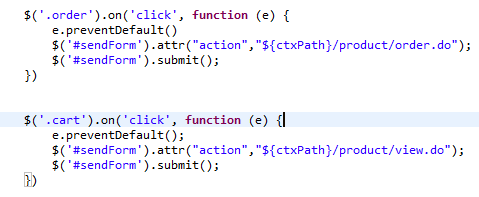 $('.order').on('click', function (e) {
    e.preventDefault()
    $('#sendForm').attr("action","${ctxPath}/product/order.do");
    $('#sendForm').submit();
})
$('.cart').on('click', function (e) {
    e.preventDefault();
    $('#sendForm').attr("action","${ctxPath}/product/view.do");
    $('#sendForm').submit();
})